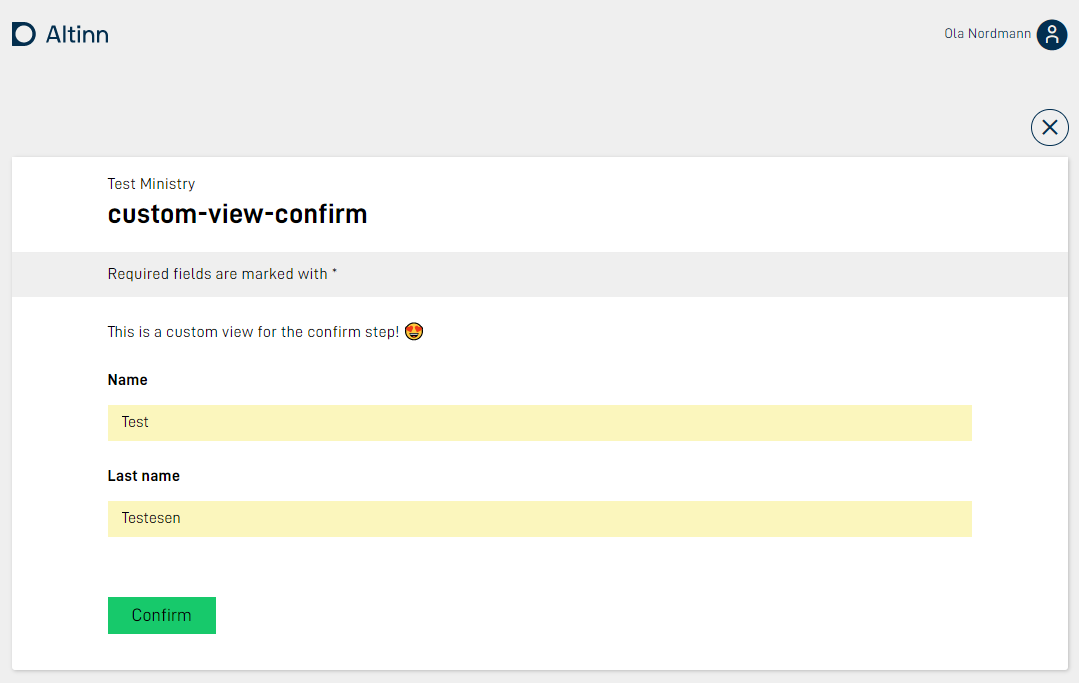 Altinn
Ola Nordmann
Test Ministry
custom-view-confirm
Required fields are marked with *
This is a custom view for the confirm step! 😍
Name
Test
Last name
Testesen
Confirm